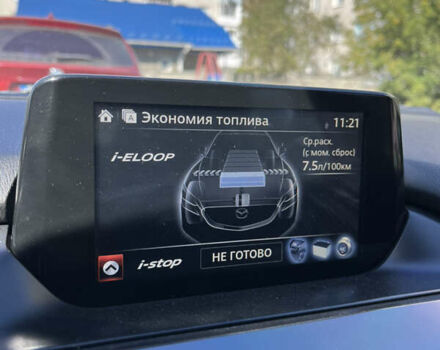 A Экономия топлива 11:21
i-ELOOP
Ср.расх.
(с мом. сброс)
7.5л/100км
i-stop НЕ ГОТОВО